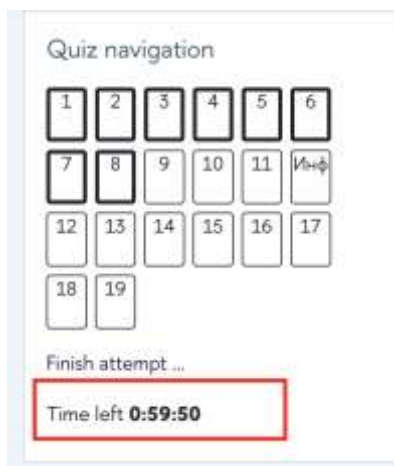 Quiz navigation
1 2 3 4 5 6
7 8 9 10 11 Инф
12 13 14 15 16 17
18 19
Finish attempt ...
Time left 0:59:50